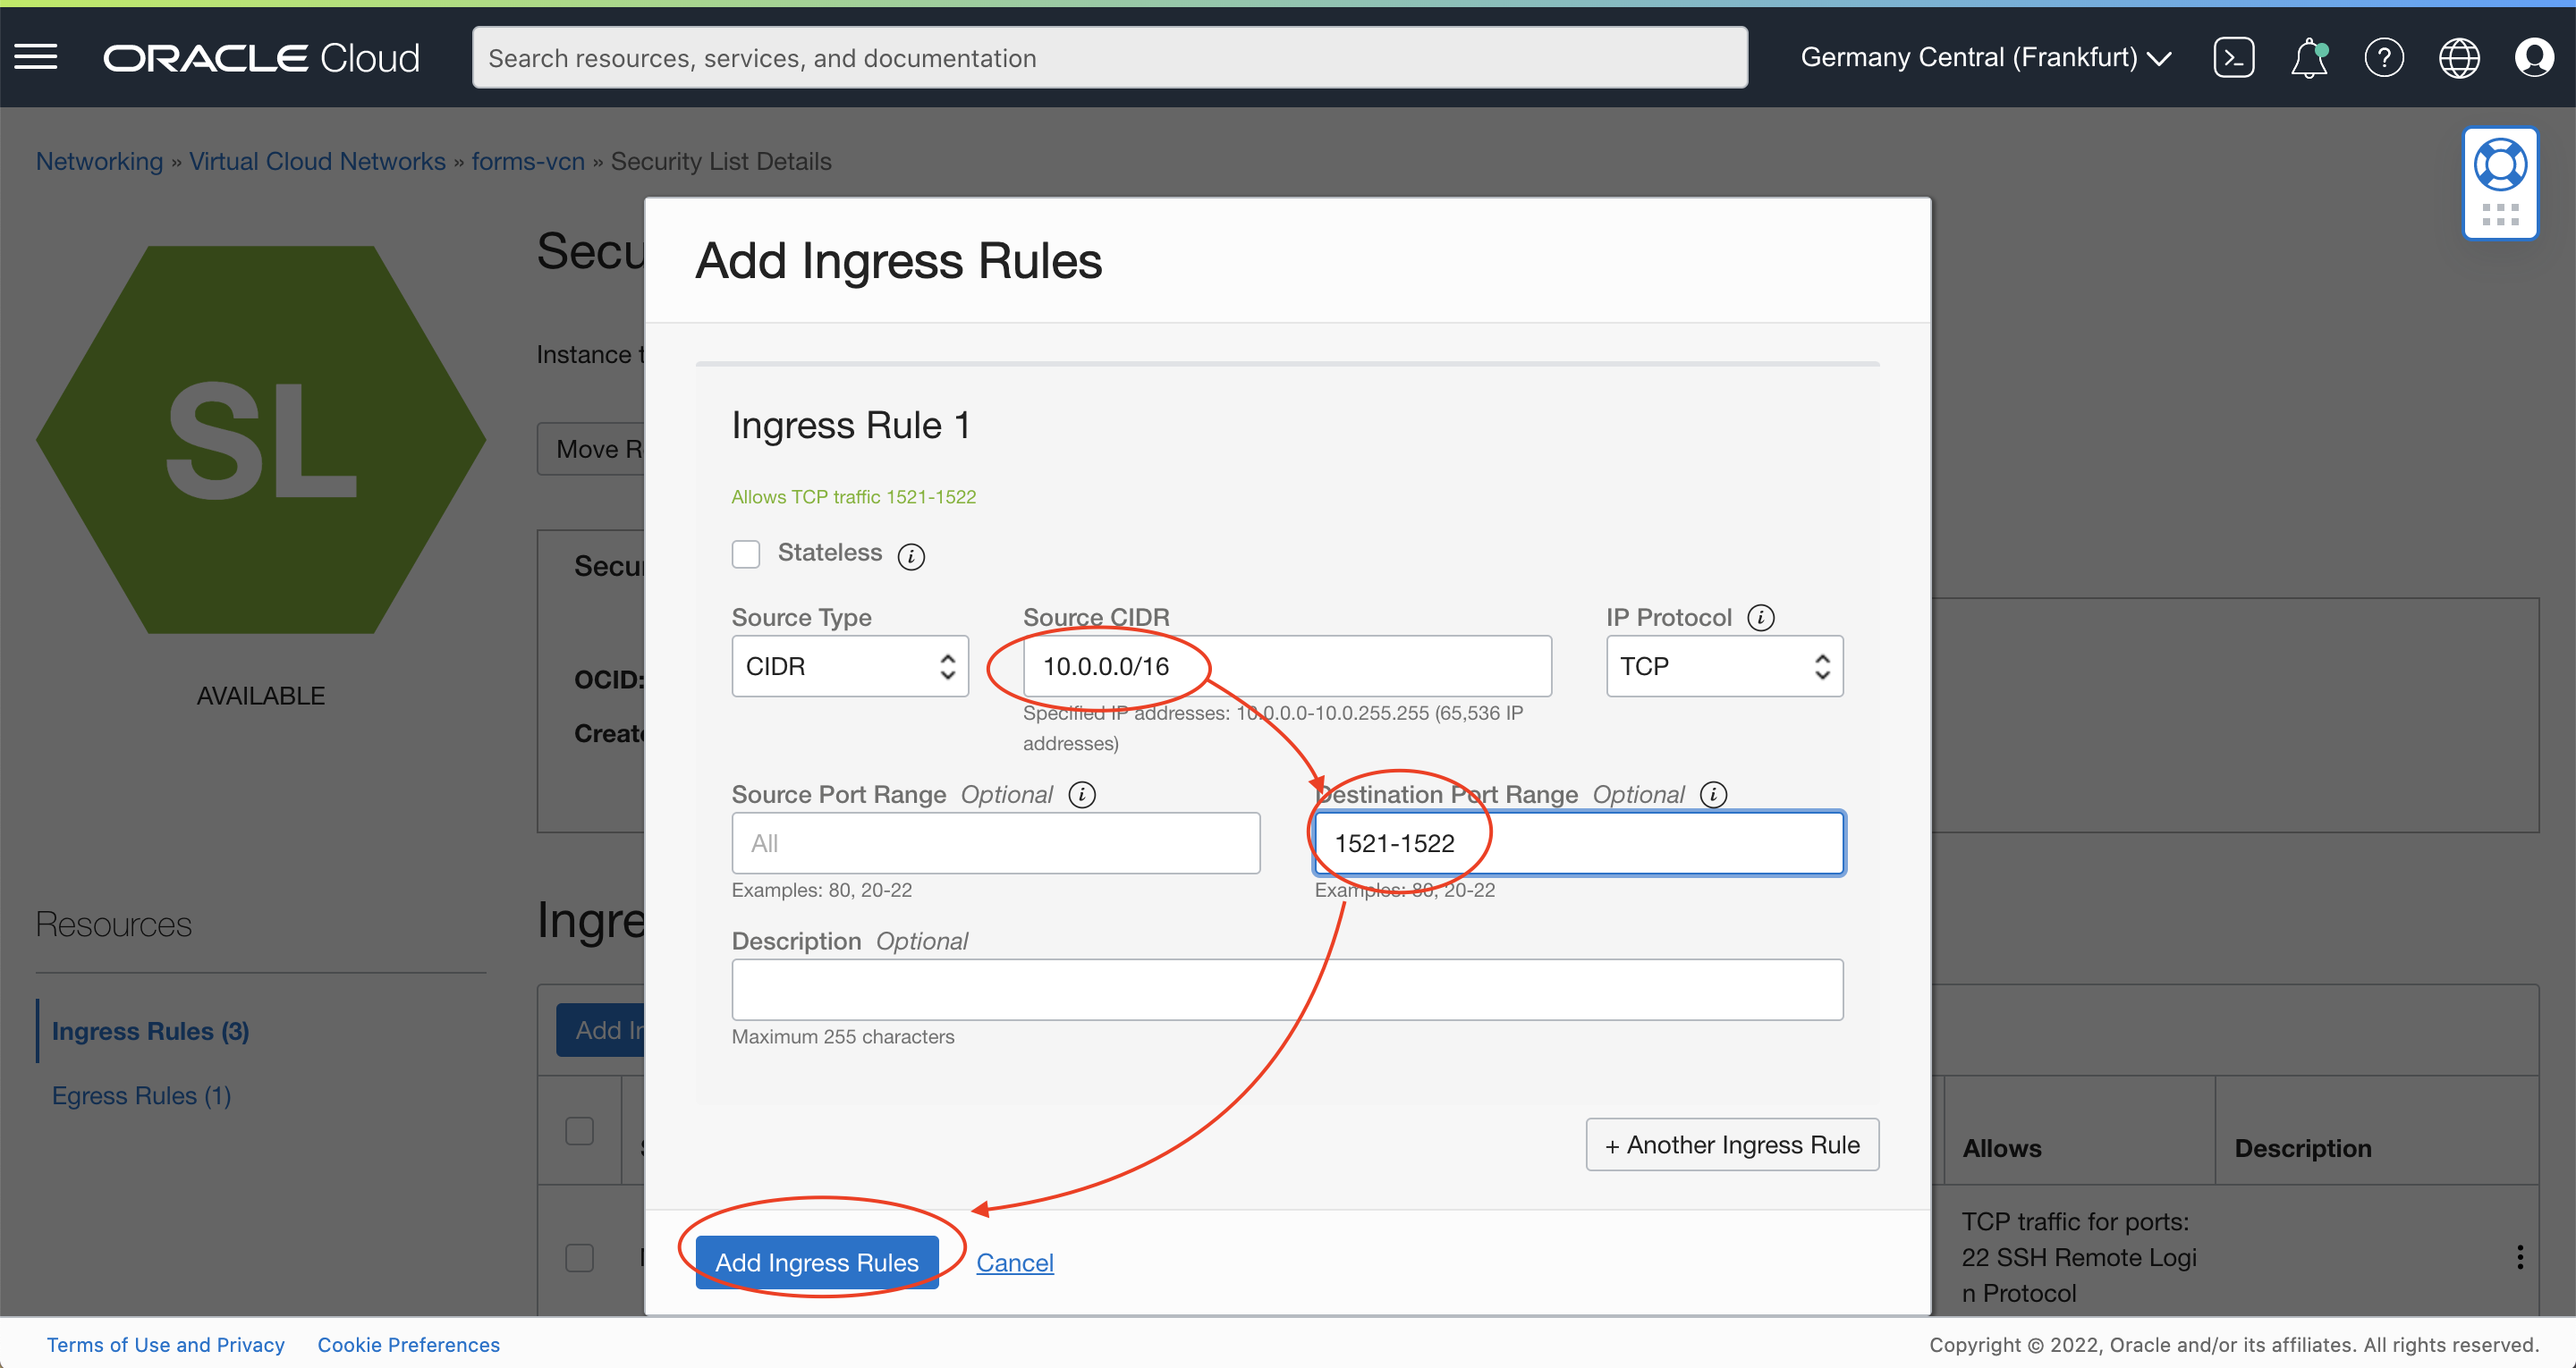 ORACLE Cloud
Search resources, services, and documentation
Germany Central (Frankfurt)
Networking » Virtual Cloud Networks » forms-vcn » Security List Details
SL
AVAILABLE
Resources
Ingress Rules (3)
Egress Rules (1)
Secu
Instance t
Move R
Secur
OCID:
Create
Ingre
Add In
Add Ingress Rules
Ingress Rule 1
Allows TCP traffic 1521-1522
Stateless
Source Type
Source CIDR
IP Protocol
CIDR
10.0.0.0/16
TCP
Specified IP addresses: 10.0.0.0-10.0.255.255 (65,536 IP
addresses)
Source Port Range Optional
Destination Port Range Optional
All
1521-1522
Examples: 80, 20-22
Examples: 80, 20-22
Description Optional
Maximum 255 characters
+ Another Ingress Rule
Add Ingress Rules
Cancel
Allows
Description
TCP traffic for ports:
22 SSH Remote Logi
n Protocol
Terms of Use and Privacy
Cookie Preferences
Copyright © 2022, Oracle and/or its affiliates. All rights reserved.